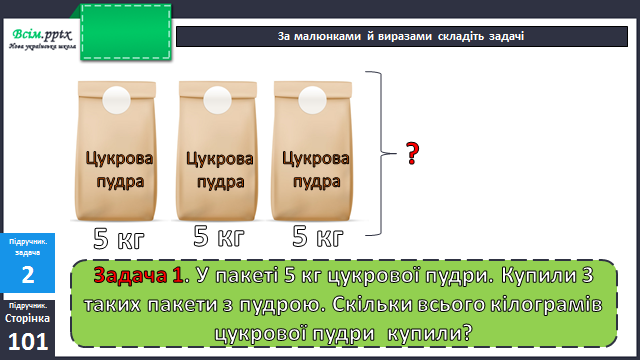 Всім.pptx
Нова українська школа
За малюнками й виразами складіть задачі
Цукрова
пудра
Цукрова
пудра
Цукрова
пудра
?
5 кг
5 кг
5 кг
Підручник.
задача
2
Підручник.
Сторінка
101
Задача 1. У пакеті 5 кг цукрової пудри. Купили 3
таких пакети з пудрою. Скільки всього кілограмів
цукрової пудри купили?